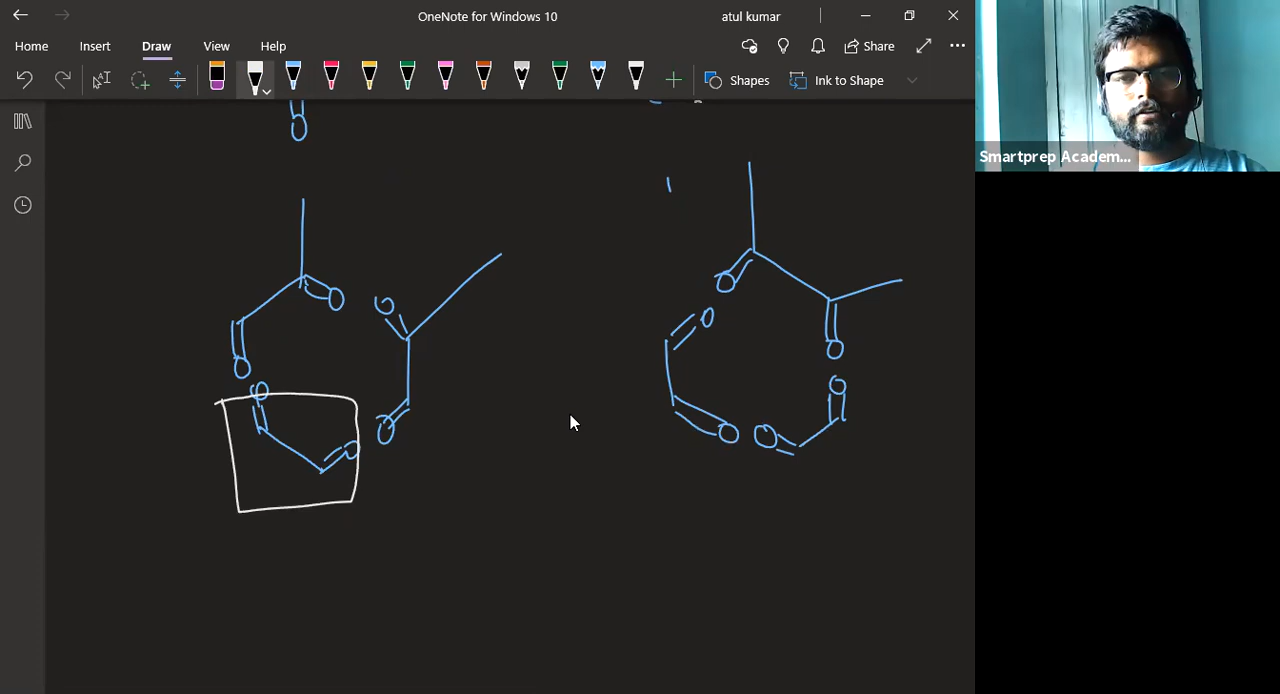 OneNote for Windows 10
atul kumar
Home Insert Draw View Help
Share
Shapes
Ink to Shape
Smartprep Academ...
O
O O
O O
O O
O O
O O
O O